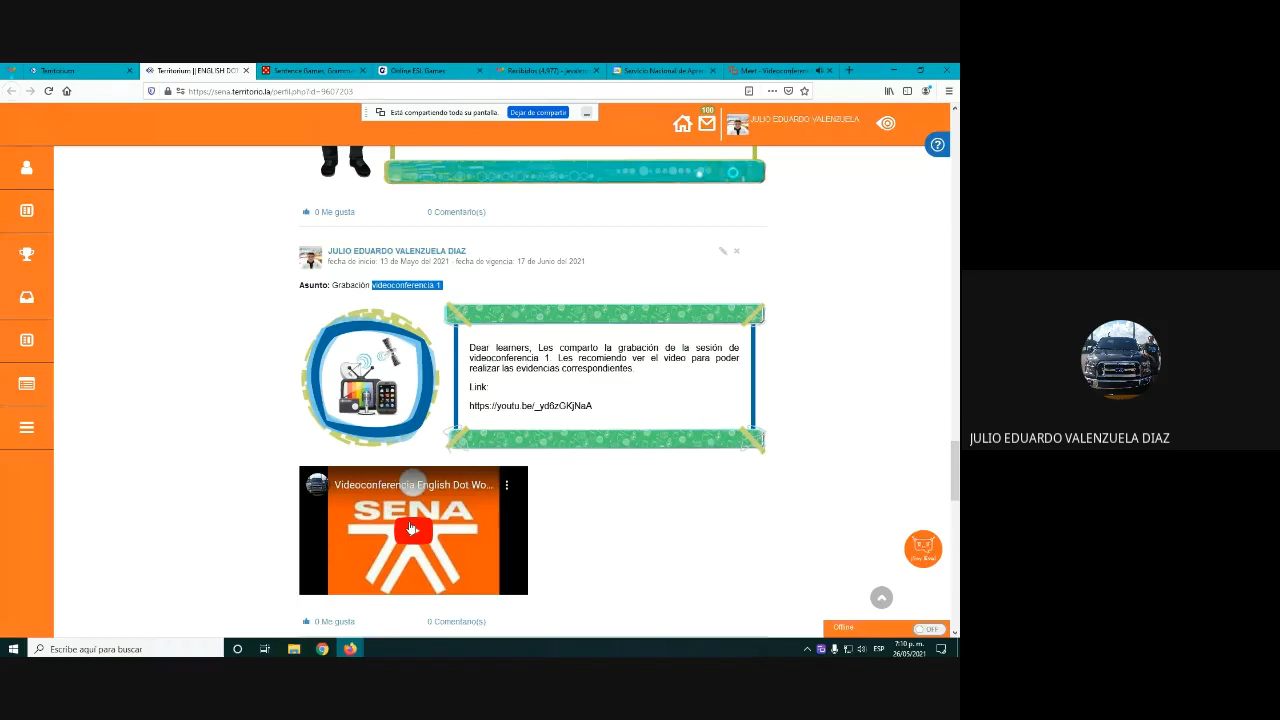 Territorium
Territorium || ENGLISH DOT
Sentence Games, Gramm
Online ESL Games
Recibidos (4.977) - javalen
Servicio Nacional de Apre
Meet - Videoconferen
https://sena.territorio.la/perfil.php?id=9607203
Está compartiendo toda su pantalla.
Dejar de compartir
100
JULIO EDUARDO VALENZUELA
0 Me gusta
0 Comentario(s)
JULIO EDUARDO VALENZUELA DIAZ
fecha de inicio: 13 de Mayo del 2021 - fecha de vigencia: 17 de Junio del 2021
Asunto: Grabación videoconferencia 1
Dear learners, Les comparto la grabación de la sesión de
videoconferencia 1. Les recomiendo ver el video para poder
realizar las evidencias correspondientes.
Link:
https://youtu.be/_yd6zGKjNaA
Videoconferencia English Dot Wo...
SENA
0 Me gusta
0 Comentario(s)
Offline
OFF
Escribe aquí para buscar
ESP
7:10 p. m.
26/05/2021
JULIO EDUARDO VALENZUELA DIAZ